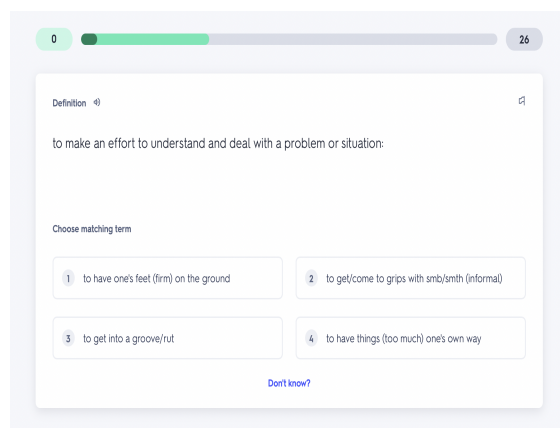 0
26
Definition
to make an effort to understand and deal with a problem or situation:
Choose matching term
1 to have one's feet (firm) on the ground
2 to get/come to grips with smb/smth (informal)
3 to get into a groove/rut
4 to have things (too much) one's own way
Don't know?